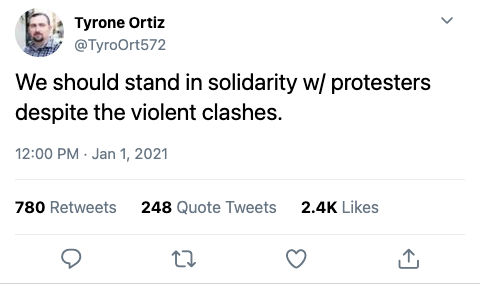 Tyrone Ortiz
@TyroOrt572
We should stand in solidarity w/ protesters
despite the violent clashes.
12:00 PM · Jan 1, 2021
780 Retweets 248 Quote Tweets 2.4K Likes